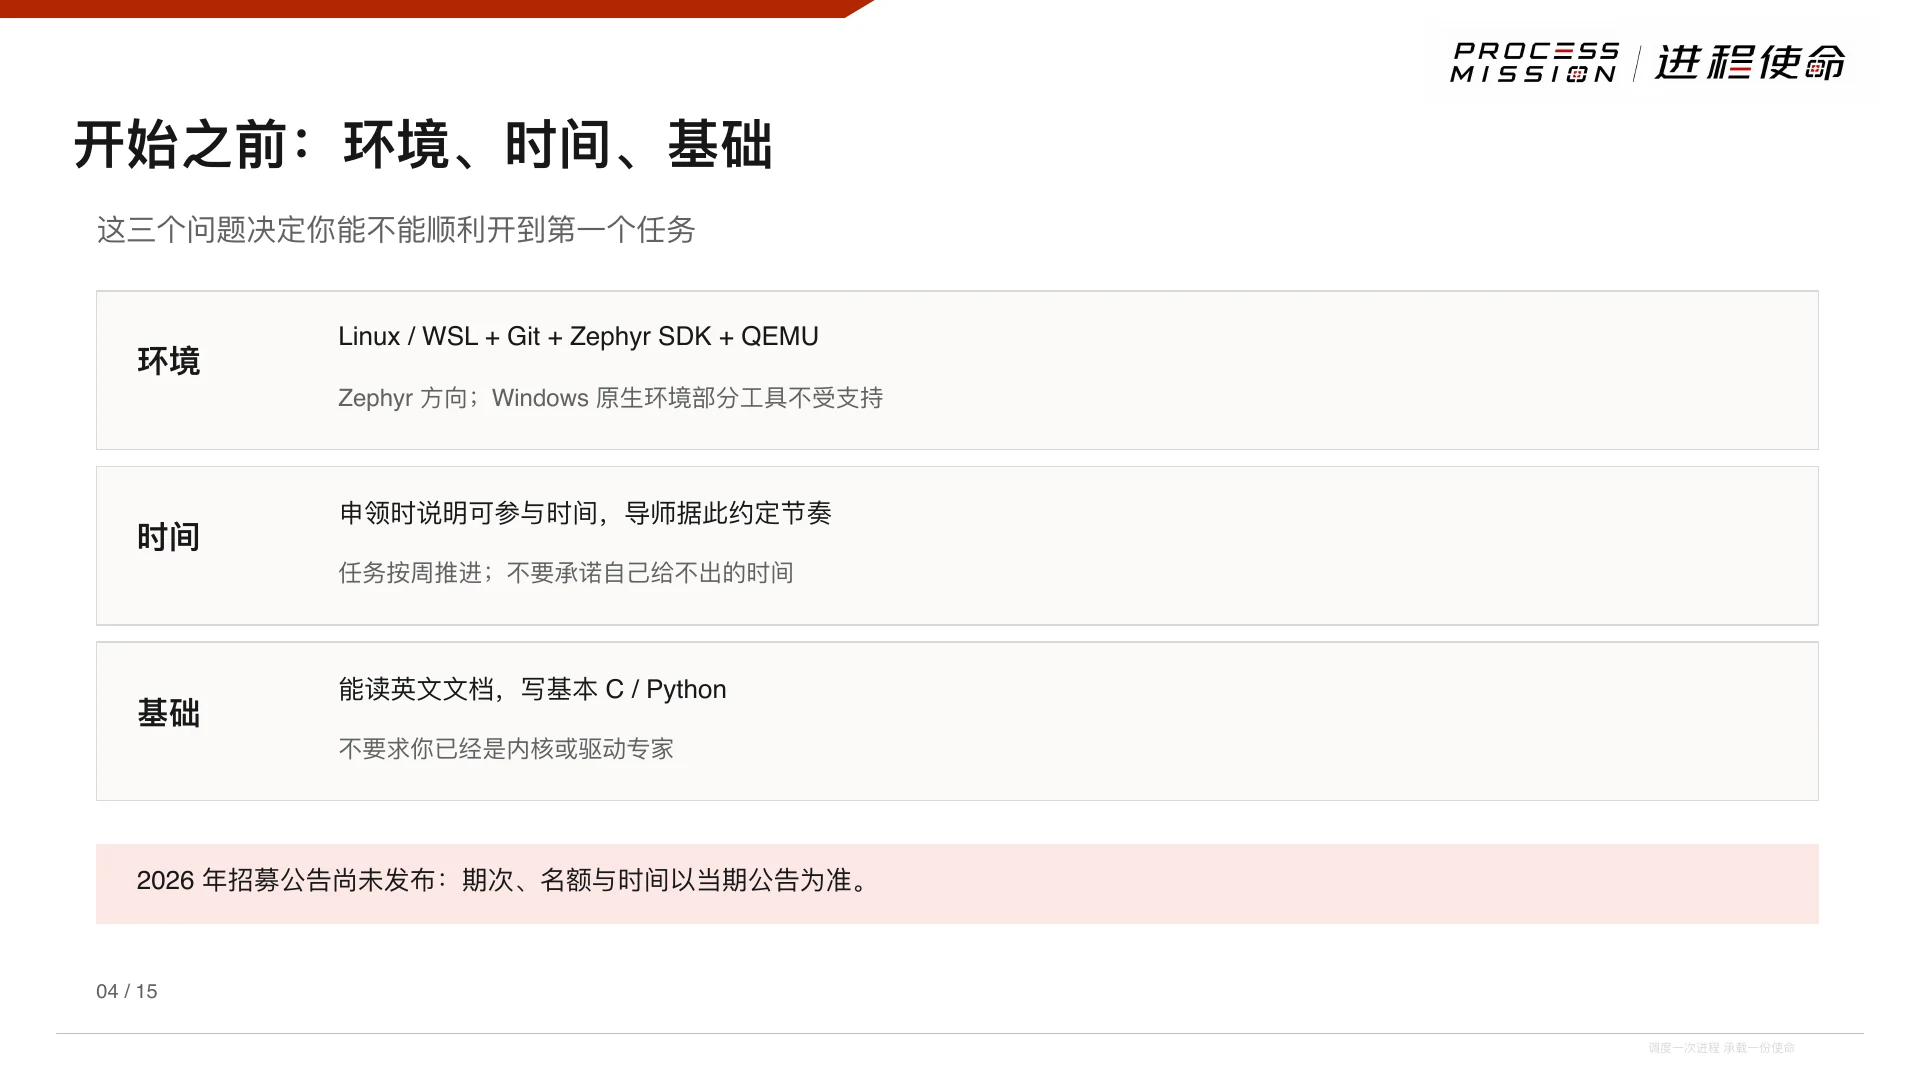 PROCESS
MISSION
进程使命
开始之前：环境、时间、基础
这三个问题决定你能不能顺利开到第一个任务
环境
Linux / WSL + Git + Zephyr SDK + QEMU
Zephyr 方向；Windows 原生环境部分工具不受支持
时间
申领时说明可参与时间，导师据此约定节奏
任务按周推进；不要承诺自己给不出的时间
基础
能读英文文档，写基本 C / Python
不要求你已经是内核或驱动专家
2026 年招募公告尚未发布：期次、名额与时间以当期公告为准。
04 / 15
调度一次进程 承载一份使命